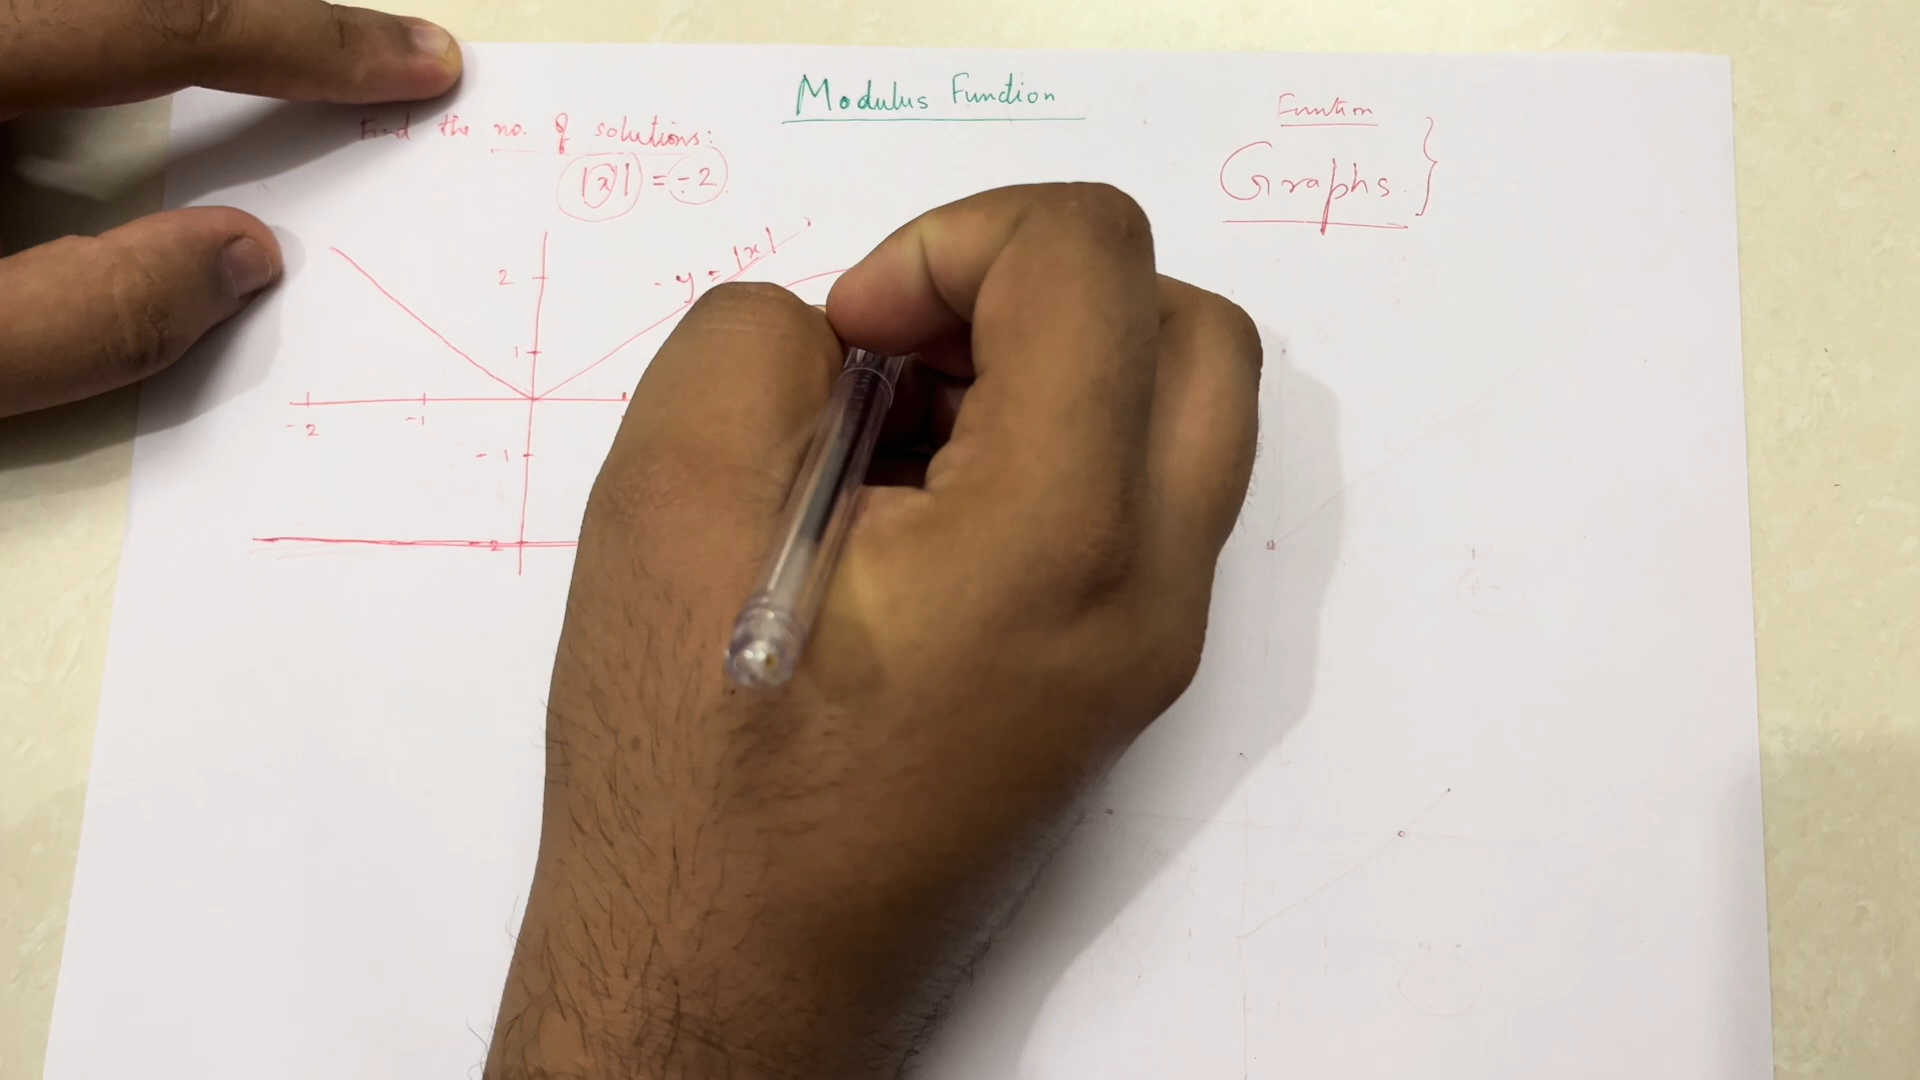 Modulus Function
Find the no. of solutions:
|x| = -2
Function
Graphs.
y = |x|
2
1
-2
-1
-1
-2